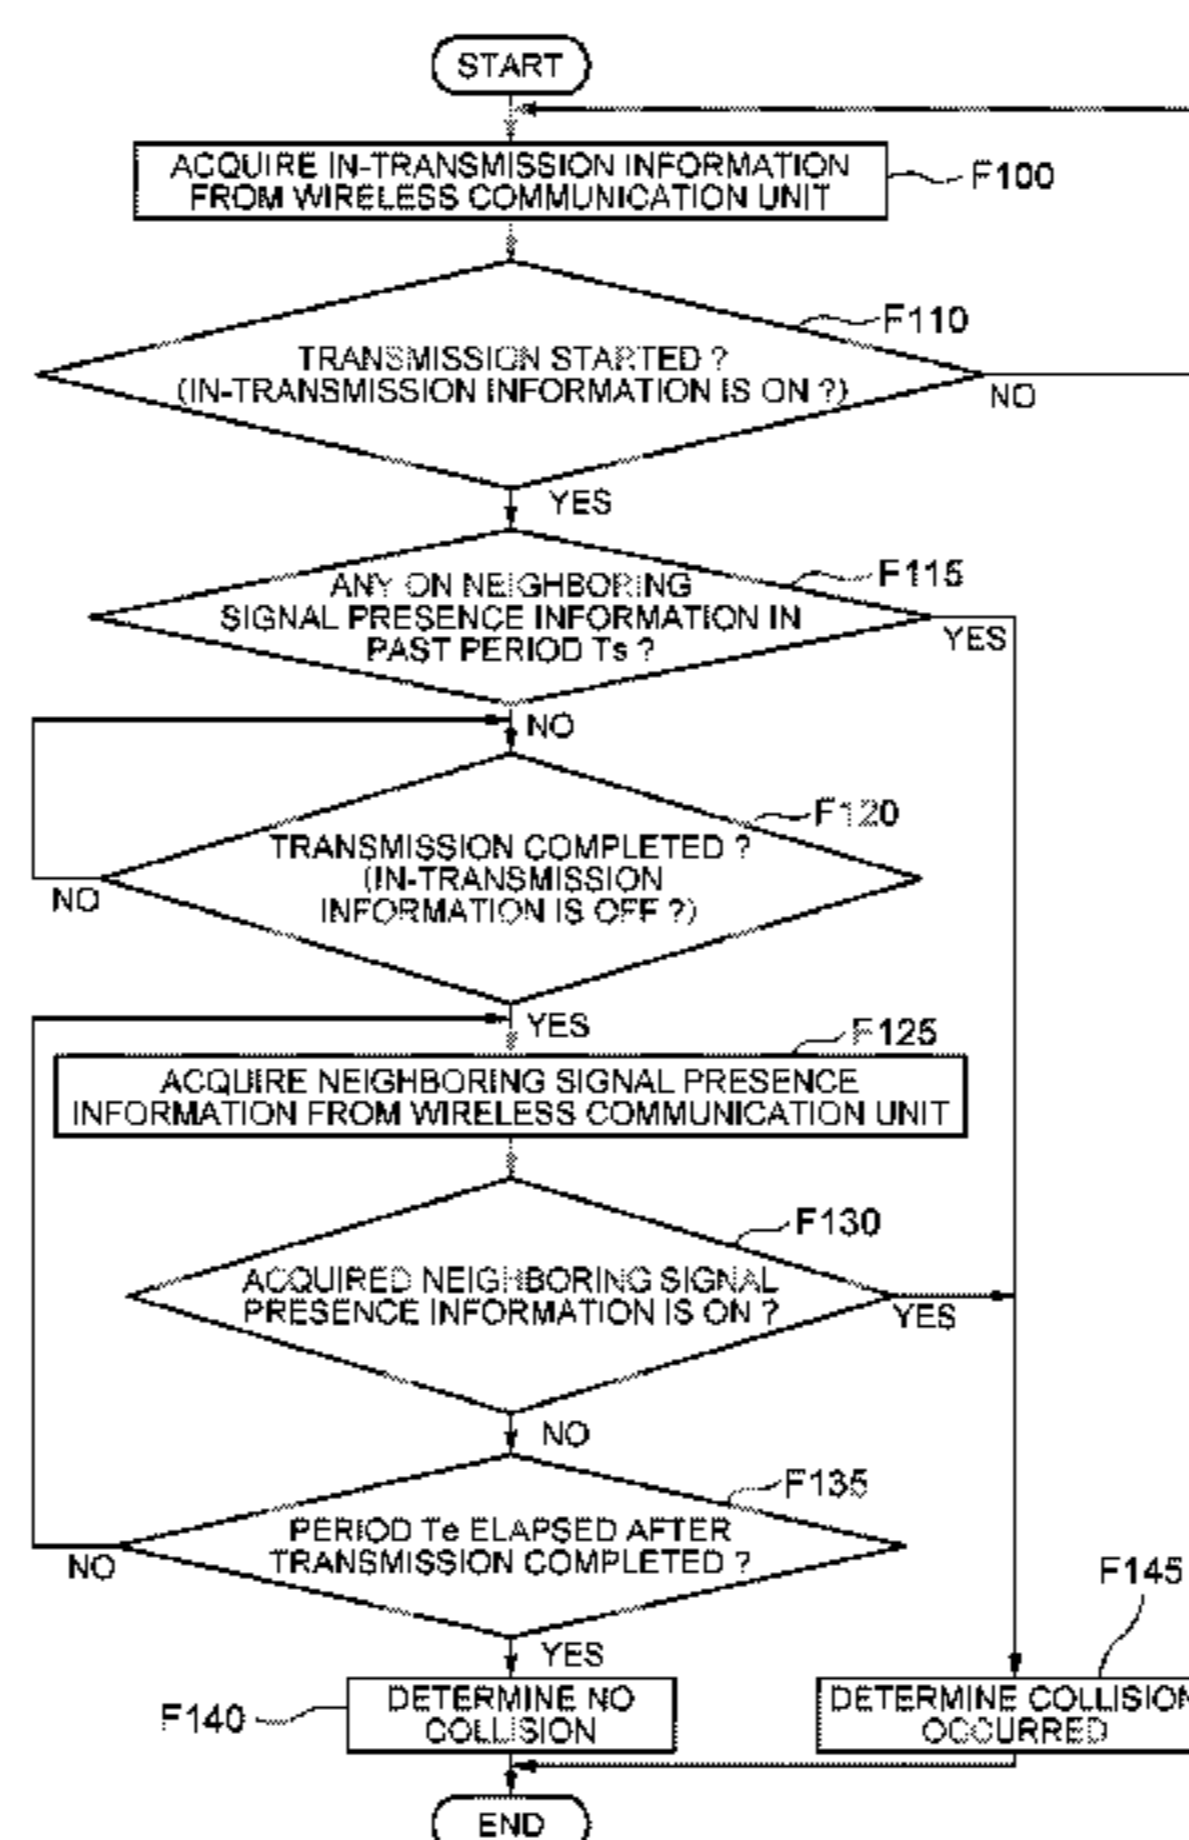 START
ACQUIRE IN-TRANSMISSION INFORMATION
FROM WIRELESS COMMUNICATION UNIT
F100
F110
TRANSMISSION STARTED ?
(IN-TRANSMISSION INFORMATION IS ON ?)
NO
YES
F115
ANY ON NEIGHBORING
SIGNAL PRESENCE INFORMATION IN
PAST PERIOD Ts ?
YES
NO
F120
TRANSMISSION COMPLETED ?
(IN-TRANSMISSION
INFORMATION IS OFF ?)
NO
YES
F125
ACQUIRE NEIGHBORING SIGNAL PRESENCE
INFORMATION FROM WIRELESS COMMUNICATION UNIT
F130
ACQUIRED NEIGHBORING SIGNAL
PRESENCE INFORMATION IS ON ?
YES
NO
F135
PERIOD Te ELAPSED AFTER
TRANSMISSION COMPLETED ?
NO
YES
F140
DETERMINE NO
COLLISION
F145
DETERMINE COLLISION
OCCURRED
END